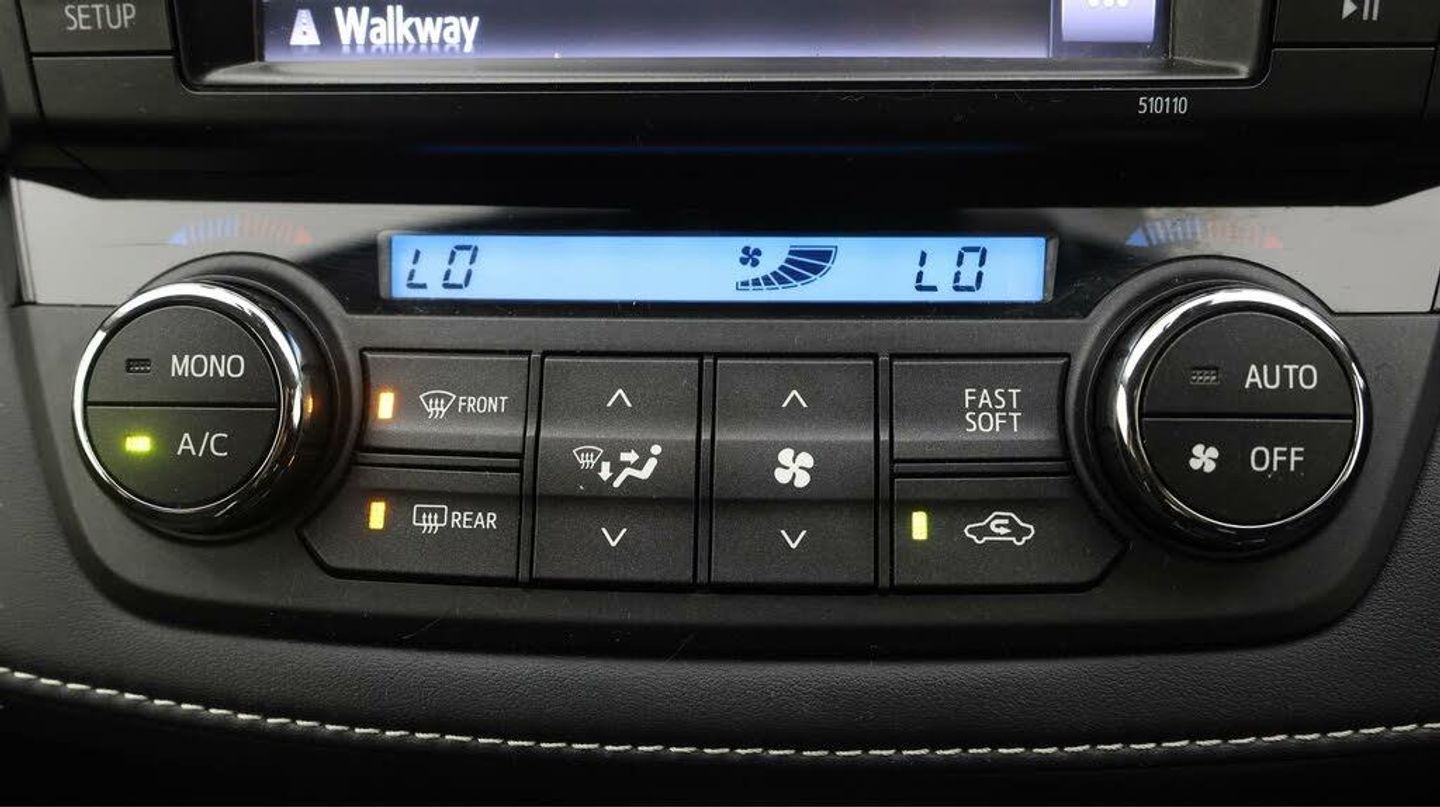 SETUP
Walkway
510110
LO
LO
MONO
A/C
FRONT
REAR
FAST
SOFT
AUTO
OFF